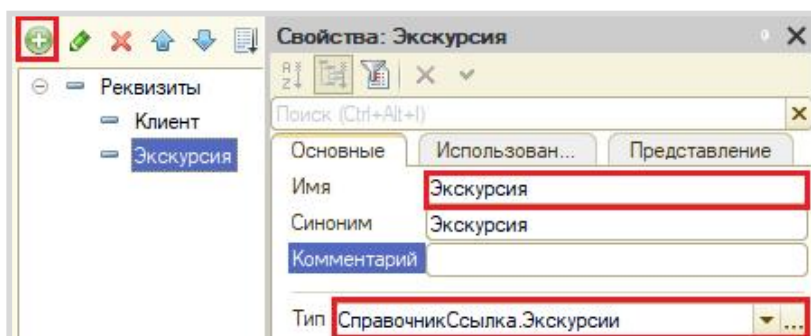 Свойства: Экскурсия
Реквизиты
Клиент
Экскурсия
Поиск (Ctrl+Alt+I)
Основные Использован... Представление
Имя Экскурсия
Синоним Экскурсия
Комментарий
Тип СправочникСсылка.Экскурсии